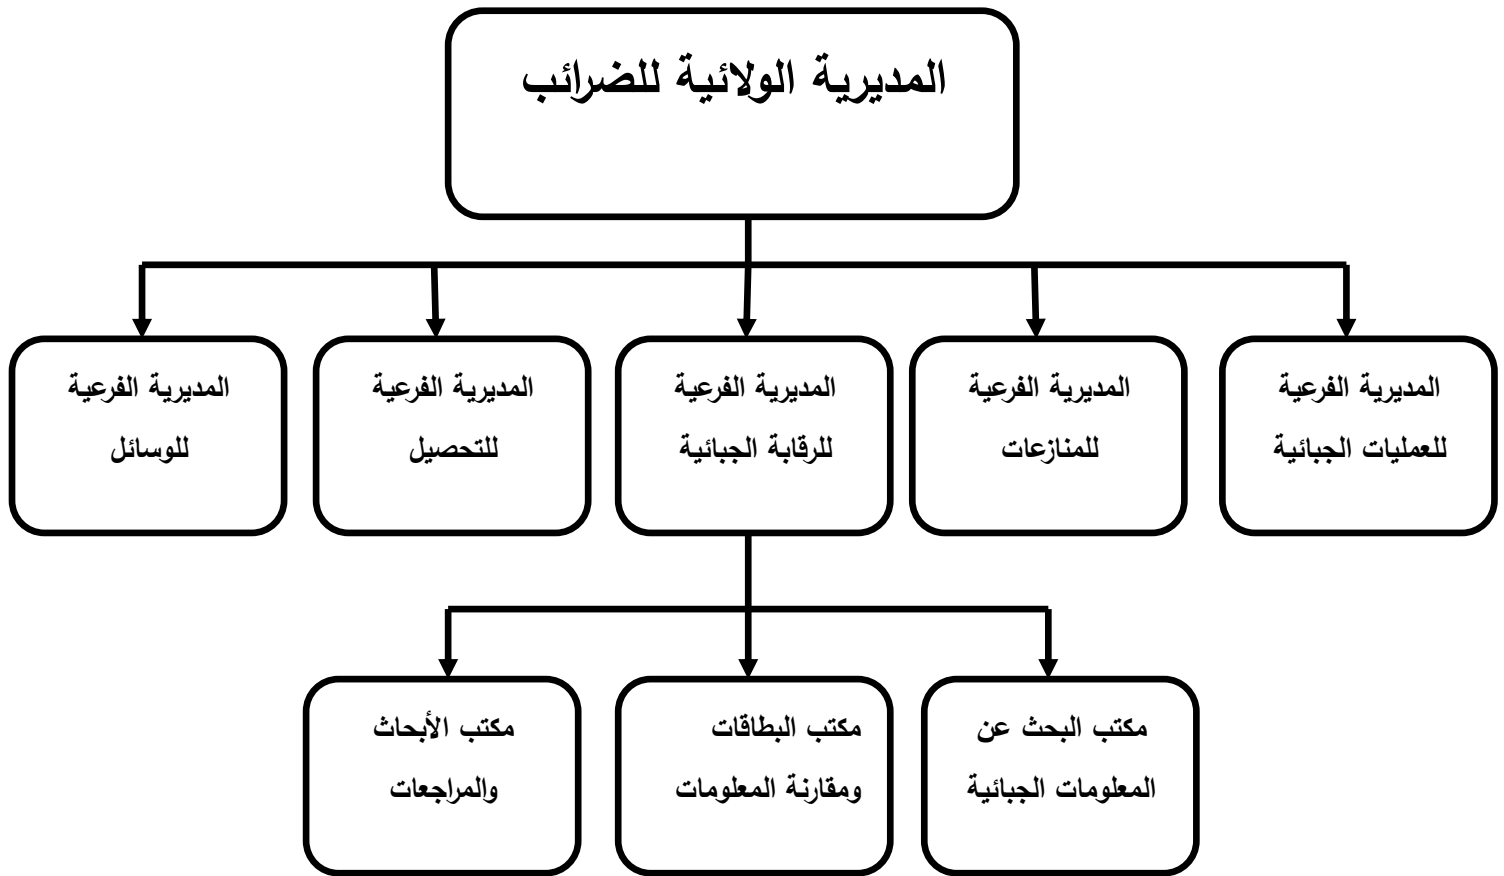 المديرية الولائية للضرائب
المديرية الفرعية
للعمليات الجبائية
المديرية الفرعية
للمنازعات
المديرية الفرعية
للرقابة الجبائية
المديرية الفرعية
للتحصيل
المديرية الفرعية
للوسائل
مكتب البحث عن
المعلومات الجبائية
مكتب البطاقات
ومقارنة المعلومات
مكتب الأبحاث
والمراجعات